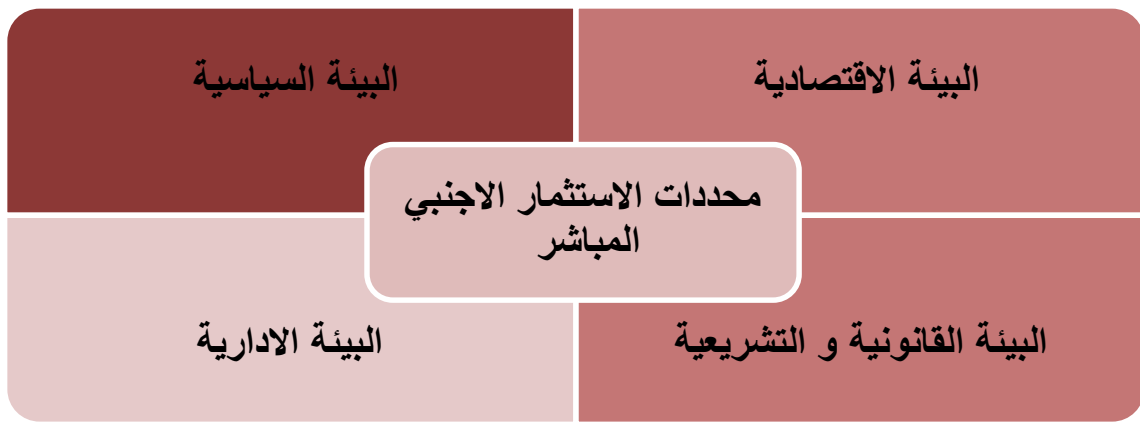 البيئة الاقتصادية
البيئة السياسية
محددات الاستثمار الاجنبي
المباشر
البيئة القانونية و التشريعية
البيئة الادارية